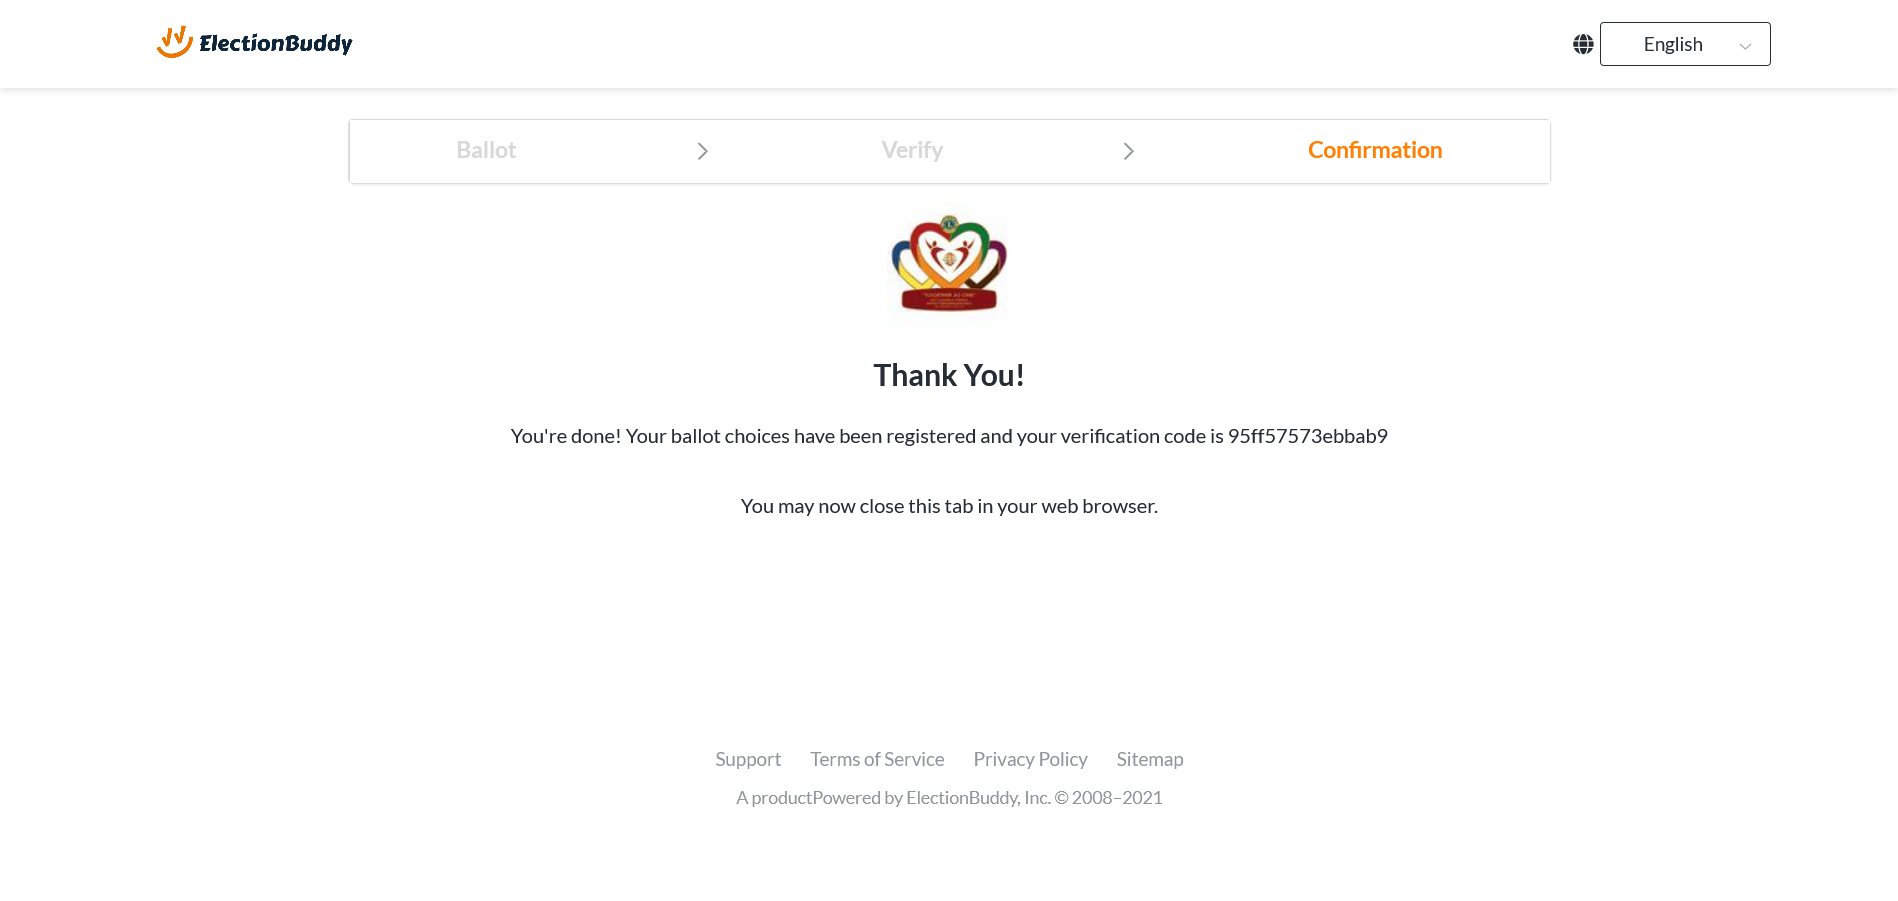 ElectionBuddy
English
Ballot
Verify
Confirmation
"TOGETHER AS ONE"
Thank You!
You're done! Your ballot choices have been registered and your verification code is 95ff57573ebbab9
You may now close this tab in your web browser.
Support Terms of Service Privacy Policy Sitemap
A productPowered by ElectionBuddy, Inc. © 2008–2021